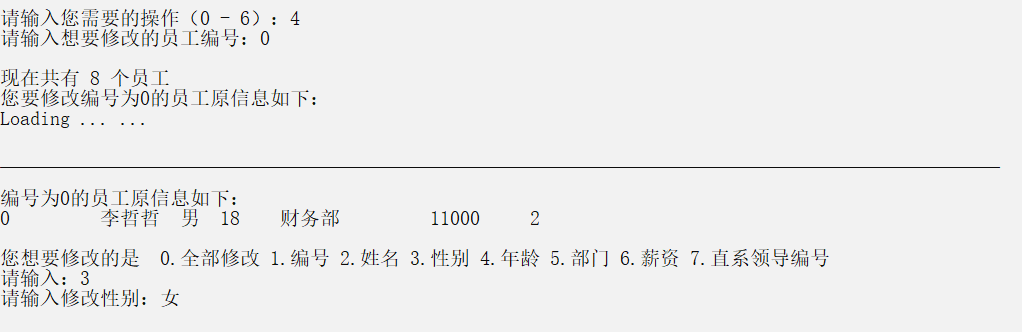 请输入您需要的操作（0 - 6）：4
请输入想要修改的员工编号：0
现在共有 8 个员工
您要修改编号为0的员工原信息如下：
Loading ... ...
编号为0的员工原信息如下：
0 李哲哲 男 18 财务部 11000 2
您想要修改的是 0.全部修改 1.编号 2.姓名 3.性别 4.年龄 5.部门 6.薪资 7.直系领导编号
请输入：3
请输入修改性别：女